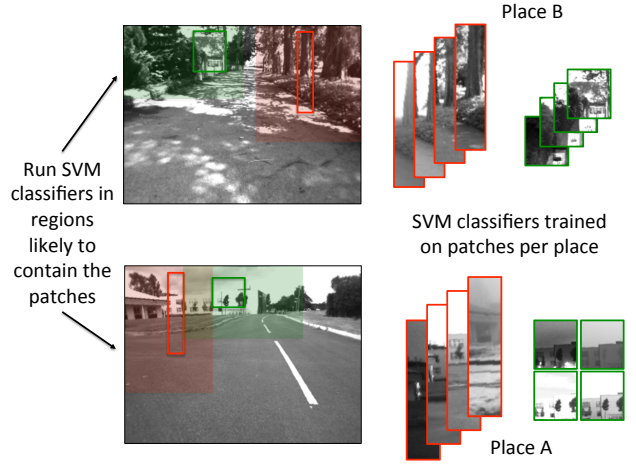 Place B
Run SVM
classifiers in
regions
likely to
contain the
patches
SVM classifiers trained
on patches per place
Place A